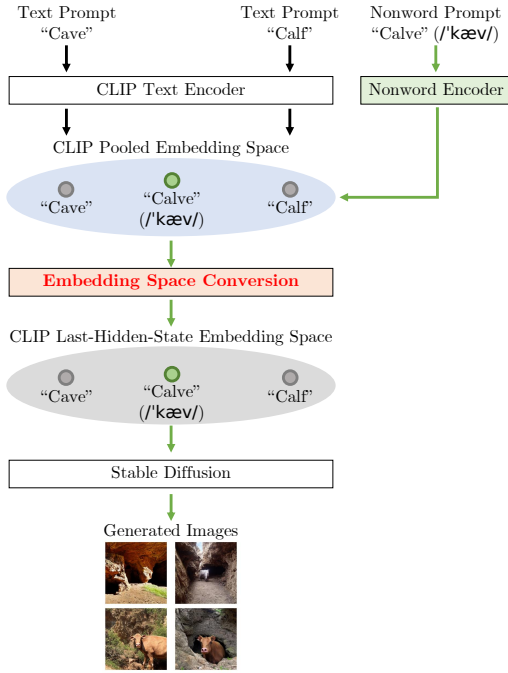 Text Prompt
“Cave”
Text Prompt
“Calf”
Nonword Prompt
“Calve” (/ˈkæv/)
CLIP Text Encoder
Nonword Encoder
CLIP Pooled Embedding Space
“Cave”
“Calve”
(/ˈkæv/)
“Calf”
Embedding Space Conversion
CLIP Last-Hidden-State Embedding Space
“Cave”
“Calve”
(/ˈkæv/)
“Calf”
Stable Diffusion
Generated Images